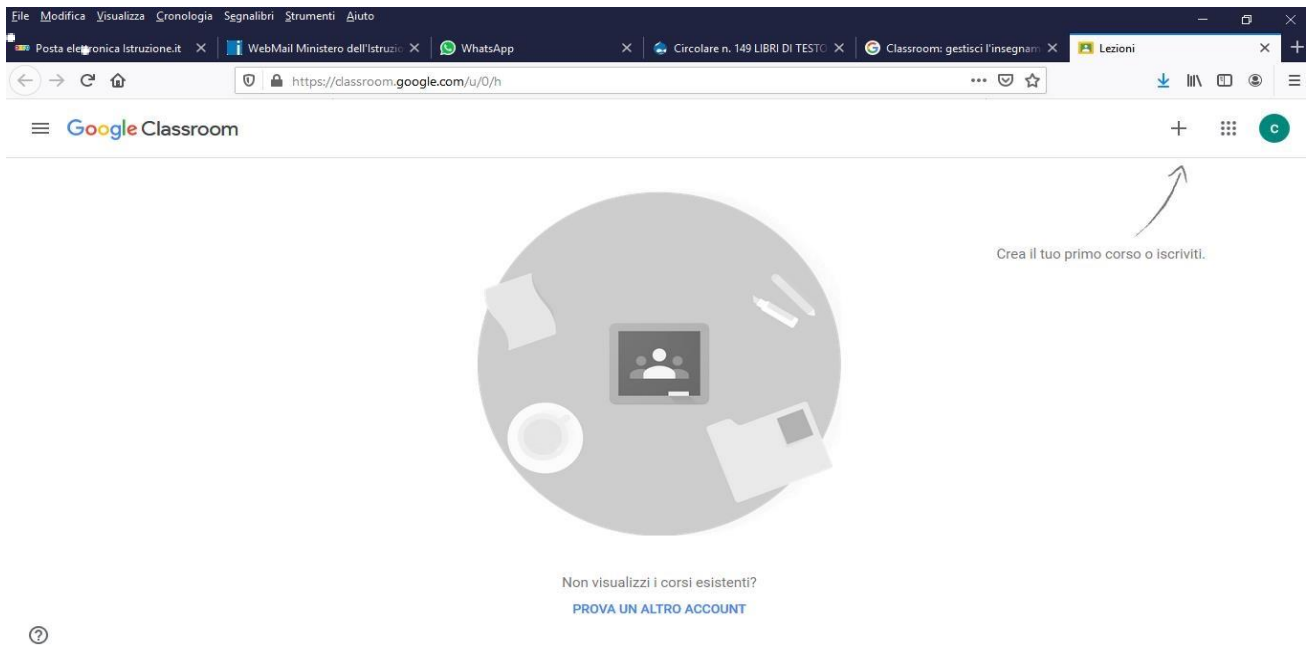 File Modifica Visualizza Cronologia Segnalibri Strumenti Aiuto
Posta elettronica Istruzione.it WebMail Ministero dell'Istruzio WhatsApp Circolare n. 149 LIBRI DI TESTO Classroom: gestisci l'insegnam Lezioni
https://classroom.google.com/u/0/h
Google Classroom
C
Crea il tuo primo corso o iscriviti.
Non visualizzi i corsi esistenti?
PROVA UN ALTRO ACCOUNT